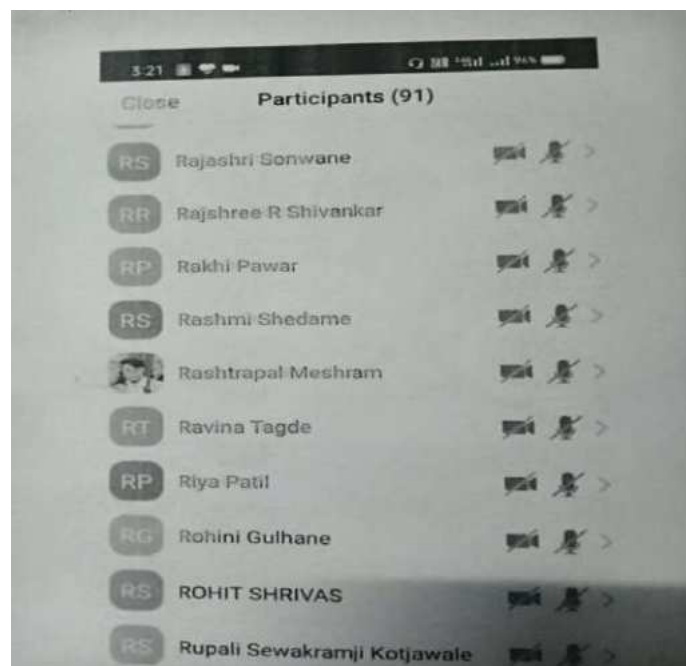 3:21 94%
Close Participants (91)
RS Rajashri Sonwane
RR Rajshree R Shivankar
RP Rakhi Pawar
RS Rashmi Shedame
Rashtrapal Meshram
RT Ravina Tagde
RP Riya Patil
RG Rohini Gulhane
RS ROHIT SHRIVAS
RS Rupali Sewakramji Kotjawale